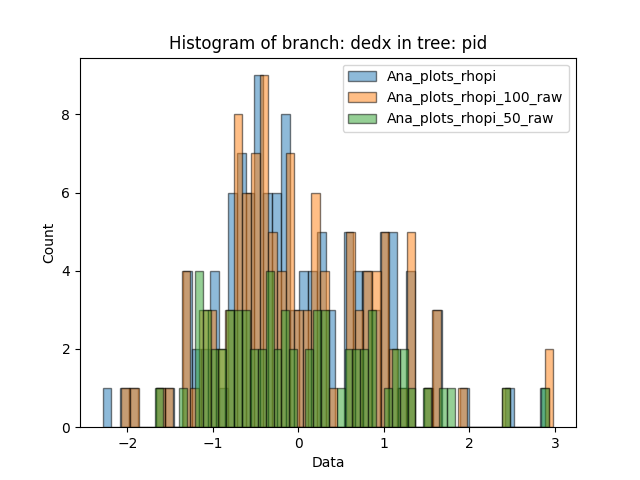 Histogram of branch: dedx in tree: pid
Ana_plots_rhopi
Ana_plots_rhopi_100_raw
Ana_plots_rhopi_50_raw
Count
8
6
4
2
0
−2
−1
0
1
2
3
Data